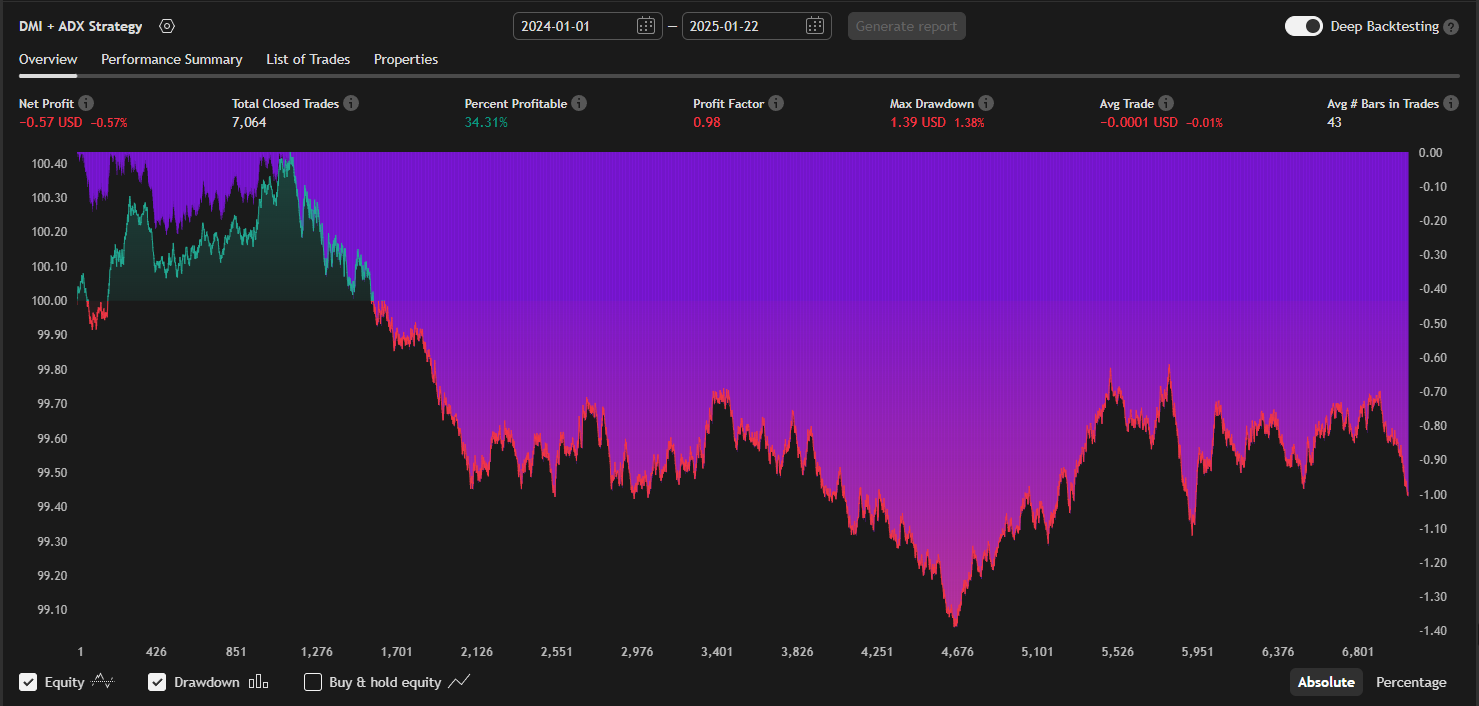 DMI + ADX Strategy 2024-01-01 — 2025-01-22 Generate report Deep Backtesting ?
Overview Performance Summary List of Trades Properties
Net Profit Total Closed Trades Percent Profitable Profit Factor Max Drawdown Avg Trade Avg # Bars in Trades
−0.57 USD −0.57% 7,064 34.31% 0.98 1.39 USD 1.38% −0.0001 USD −0.01% 43
100.40 0.00
100.30 -0.10
100.20 -0.20
100.10 -0.30
100.00 -0.40
99.90 -0.50
99.80 -0.60
99.70 -0.70
99.60 -0.80
99.50 -0.90
99.40 -1.00
99.30 -1.10
99.20 -1.20
99.10 -1.30
-1.40
1 426 851 1,276 1,701 2,126 2,551 2,976 3,401 3,826 4,251 4,676 5,101 5,526 5,951 6,376 6,801
Equity Drawdown Buy & hold equity Absolute Percentage